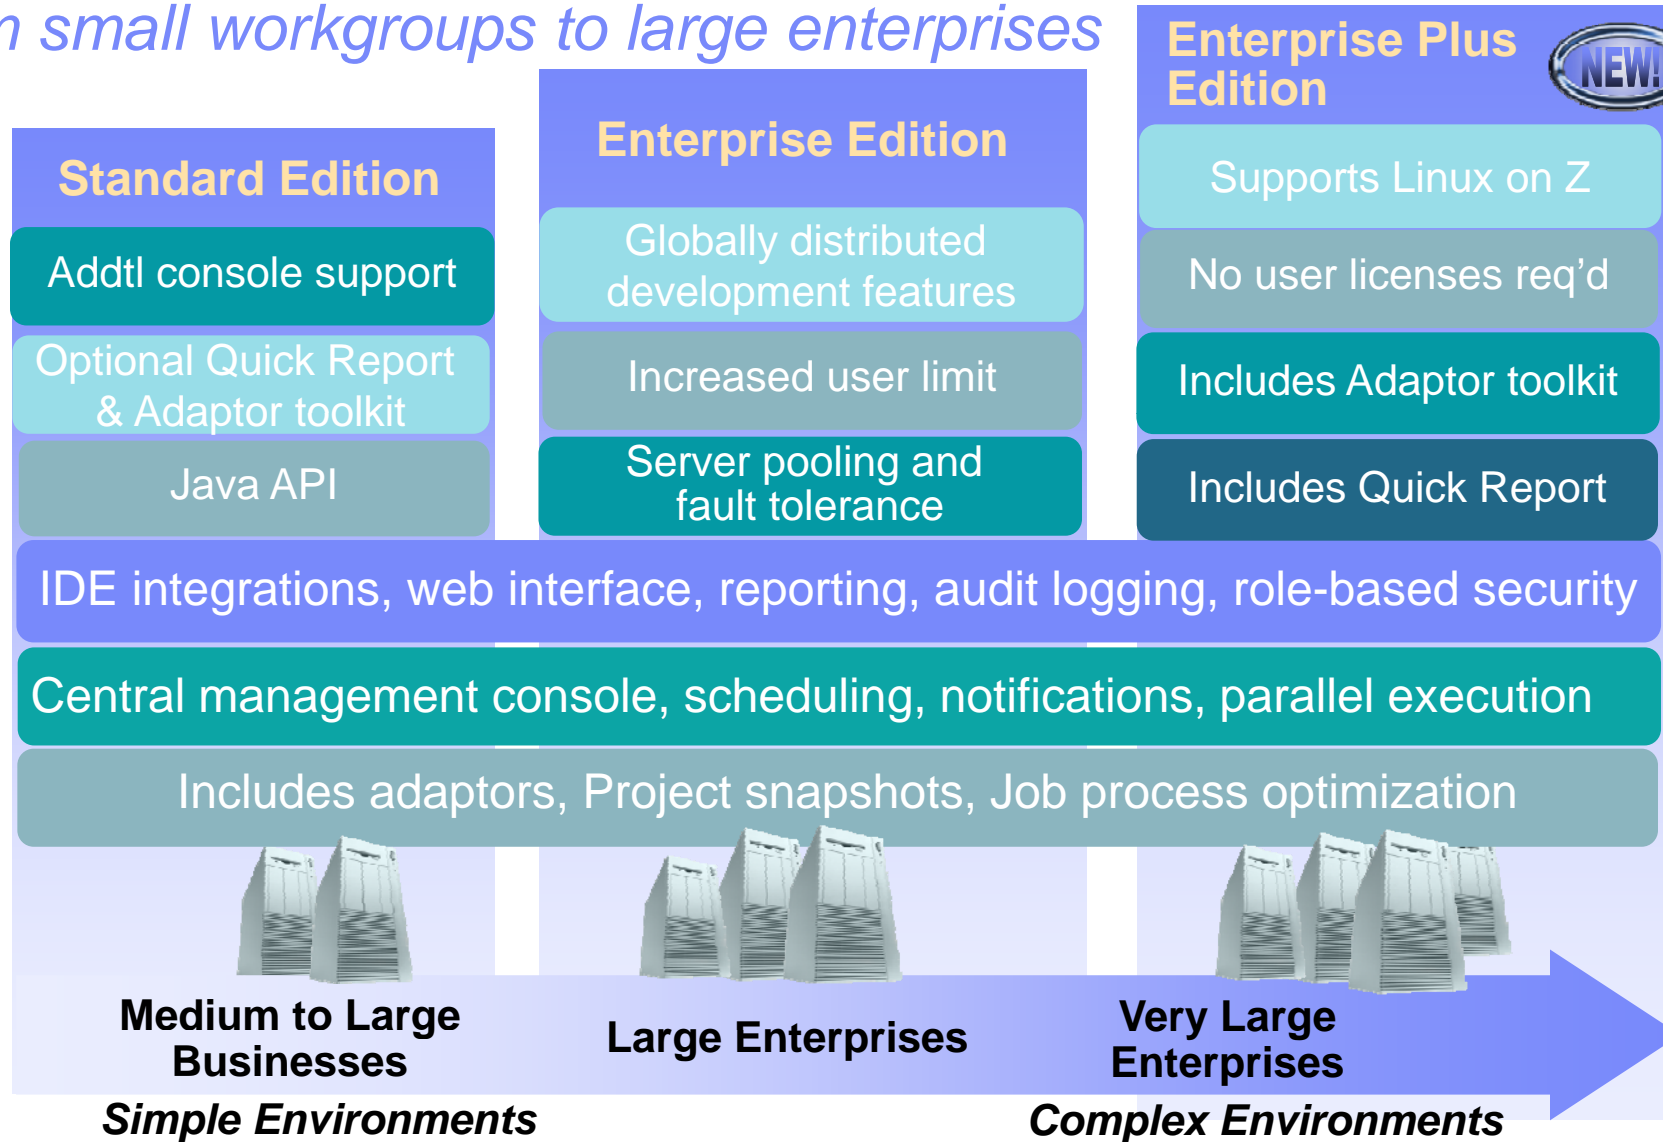 small workgroups to large enterprises
Enterprise Plus
Edition
NEW!
Enterprise Edition
Standard Edition
Supports Linux on Z
Globally distributed
development features
Addtl console support
No user licenses req’d
Optional Quick Report
& Adaptor toolkit
Increased user limit
Includes Adaptor toolkit
Java API
Server pooling and
fault tolerance
Includes Quick Report
IDE integrations, web interface, reporting, audit logging, role-based security
Central management console, scheduling, notifications, parallel execution
Includes adaptors, Project snapshots, Job process optimization
Medium to Large
Businesses
Large Enterprises
Very Large
Enterprises
Simple Environments
Complex Environments